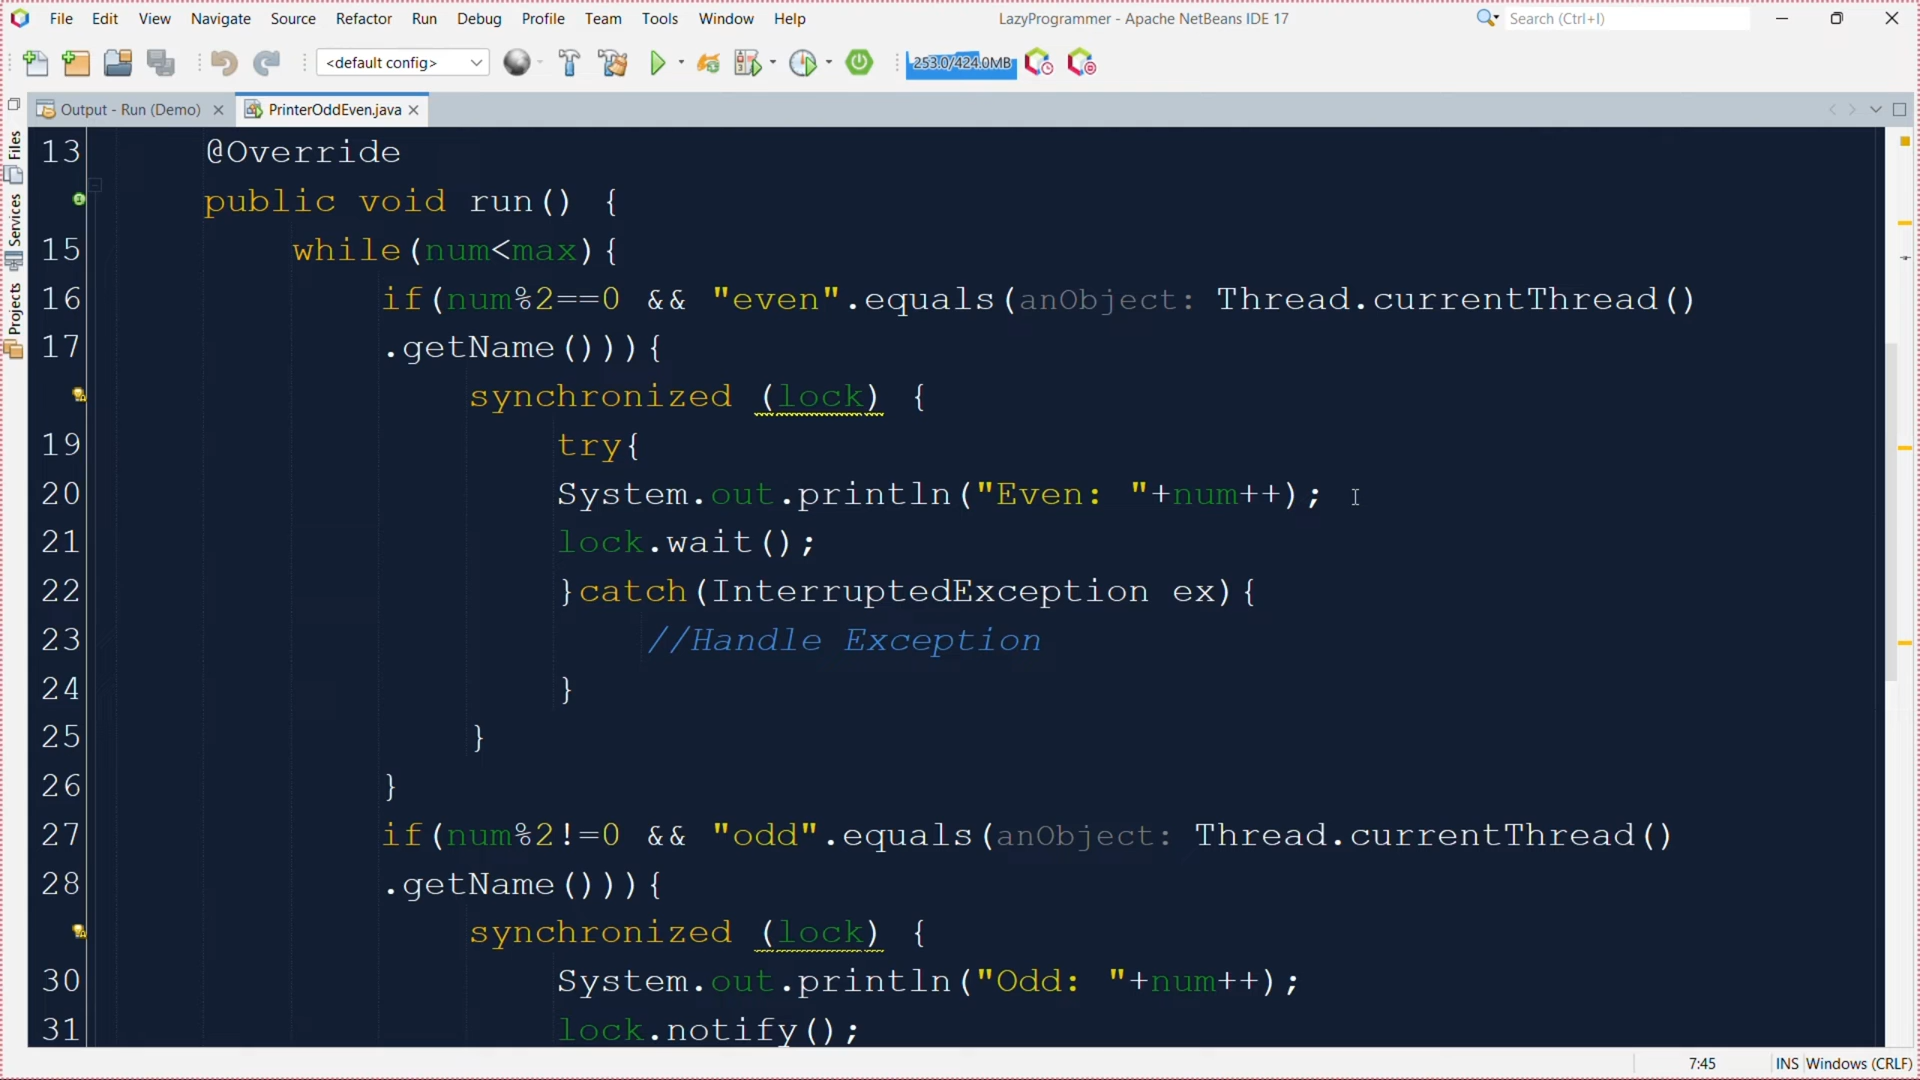 File Edit View Navigate Source Refactor Run Debug Profile Team Tools Window Help
LazyProgrammer - Apache NetBeans IDE 17
Search (Ctrl+I)
<default config>
253.0/424.0MB
Output - Run (Demo)
PrinterOddEven.java
Files
Services
Projects
13 @Override
public void run() {
15 while(num<max){
16 if(num%2==0 && "even".equals(anObject: Thread.currentThread()
17 .getName())){
synchronized (lock) {
19 try{
20 System.out.println("Even: "+num++);
21 lock.wait();
22 }catch(InterruptedException ex){
23 //Handle Exception
24 }
25 }
26 }
27 if(num%2!=0 && "odd".equals(anObject: Thread.currentThread()
28 .getName())){
synchronized (lock) {
30 System.out.println("Odd: "+num++);
31 lock.notify();
7:45 INS Windows (CRLF)